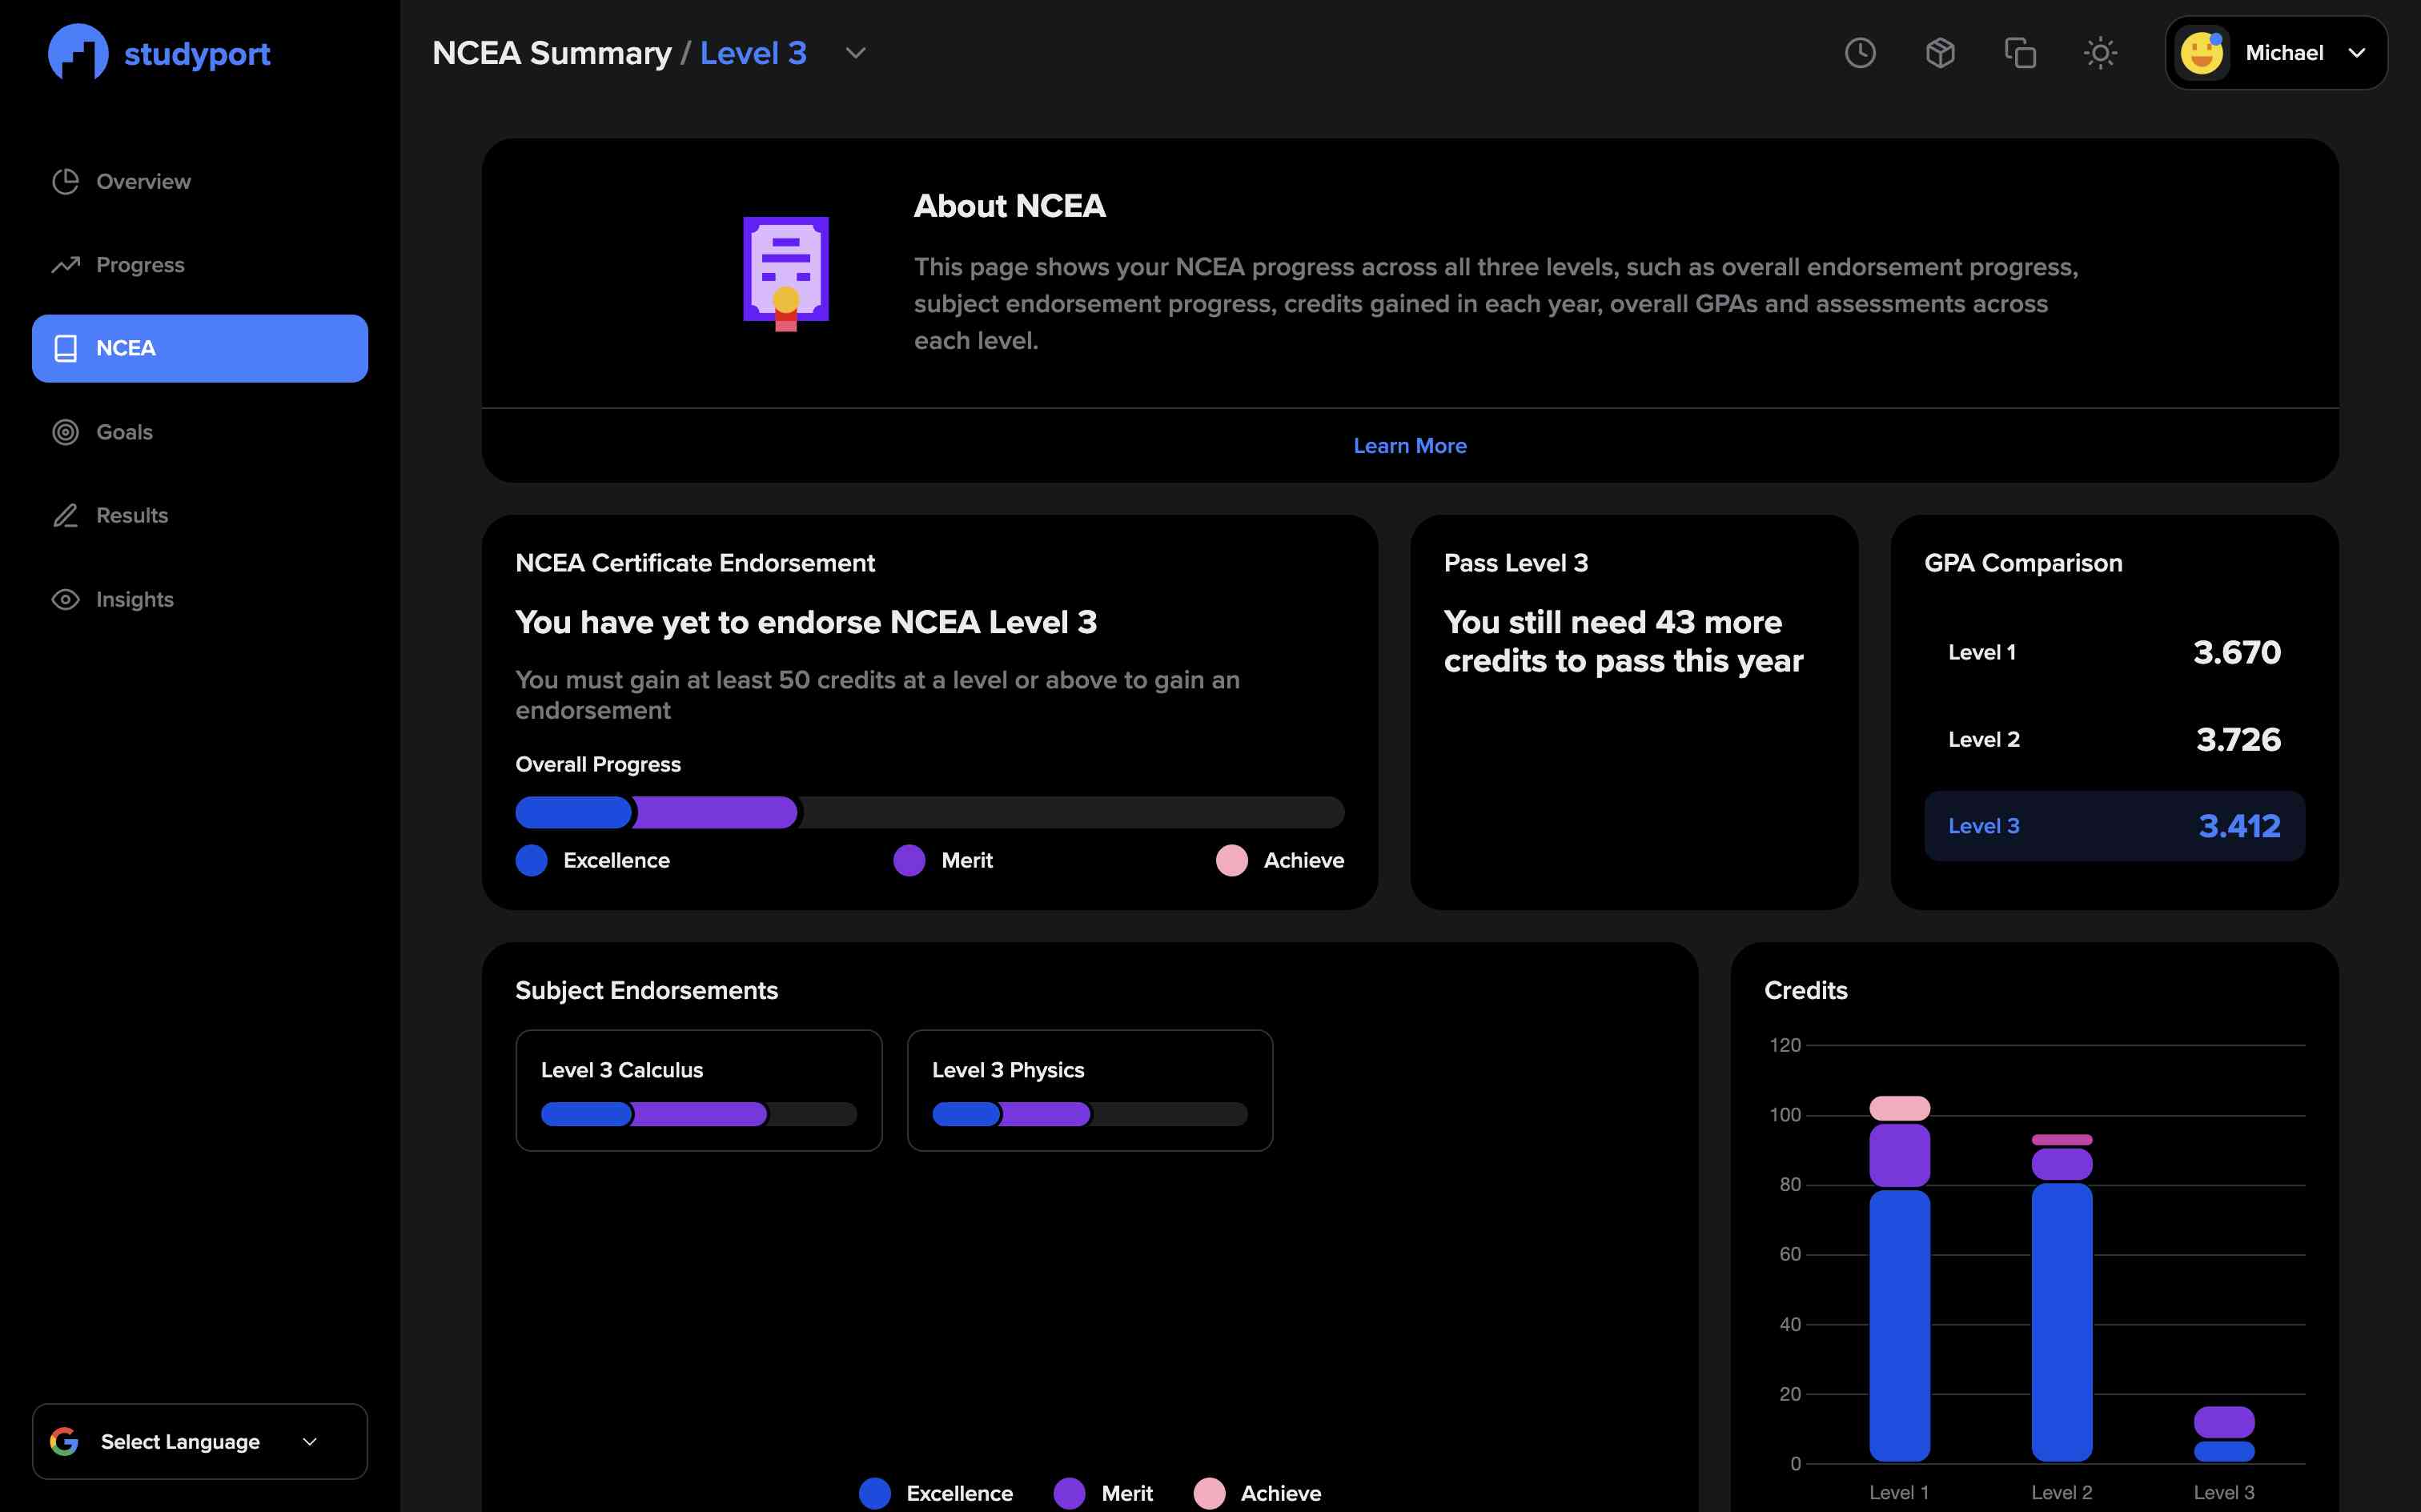 studyport
NCEA Summary / Level 3
Michael
Overview
Progress
NCEA
Goals
Results
Insights
Select Language
About NCEA
This page shows your NCEA progress across all three levels, such as overall endorsement progress,
subject endorsement progress, credits gained in each year, overall GPAs and assessments across
each level.
Learn More
NCEA Certificate Endorsement
You have yet to endorse NCEA Level 3
You must gain at least 50 credits at a level or above to gain an
endorsement
Overall Progress
Excellence
Merit
Achieve
Pass Level 3
You still need 43 more
credits to pass this year
GPA Comparison
Level 1 3.670
Level 2 3.726
Level 3 3.412
Subject Endorsements
Level 3 Calculus
Level 3 Physics
Excellence
Merit
Achieve
Credits
120
100
80
60
40
20
0
Level 1
Level 2
Level 3